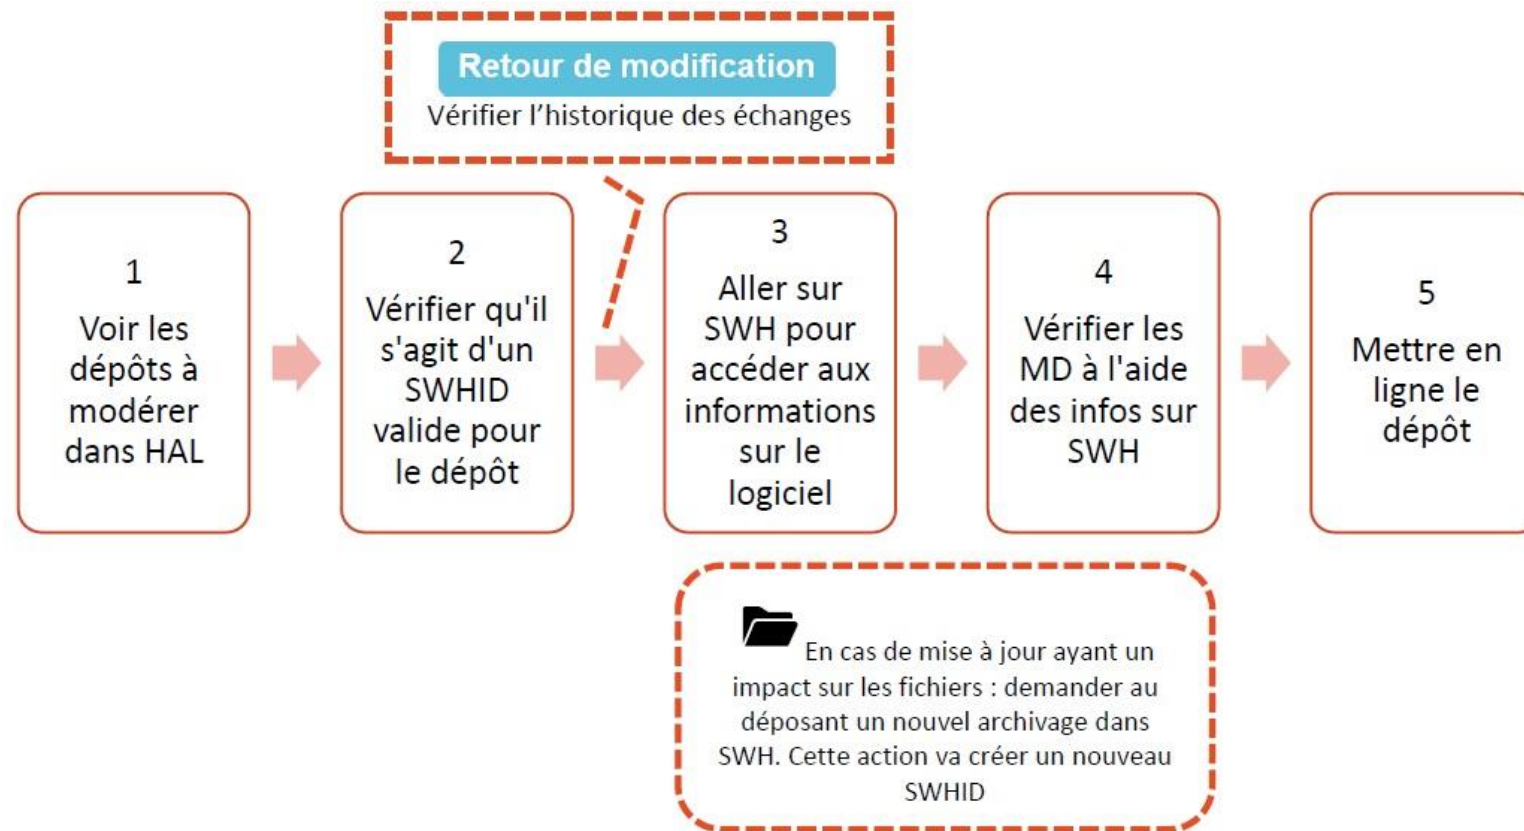 Retour de modification
Vérifier l’historique des échanges
1
Voir les
dépôts à
modérer
dans HAL
2
Vérifier qu'il
s'agit d'un
SWHID
valide pour
le dépôt
3
Aller sur
SWH pour
accéder aux
informations
sur le
logiciel
4
Vérifier les
MD à l'aide
des infos sur
SWH
5
Mettre en
ligne le
dépôt
En cas de mise à jour ayant un
impact sur les fichiers : demander au
déposant un nouvel archivage dans
SWH. Cette action va créer un nouveau
SWHID